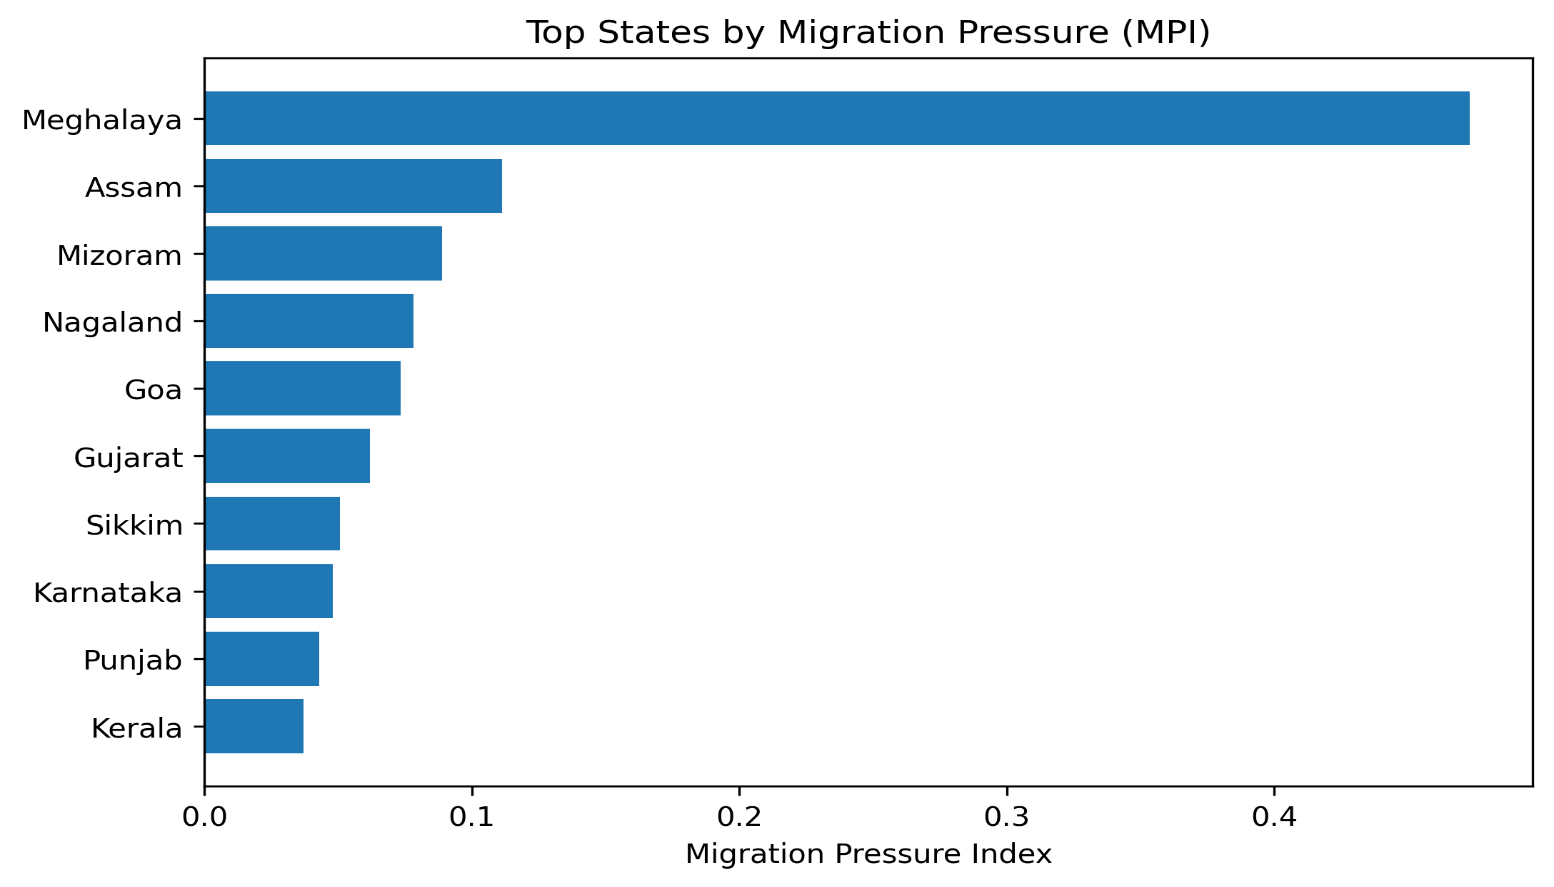 Top States by Migration Pressure (MPI)
Meghalaya
Assam
Mizoram
Nagaland
Goa
Gujarat
Sikkim
Karnataka
Punjab
Kerala
0.0 0.1 0.2 0.3 0.4
Migration Pressure Index